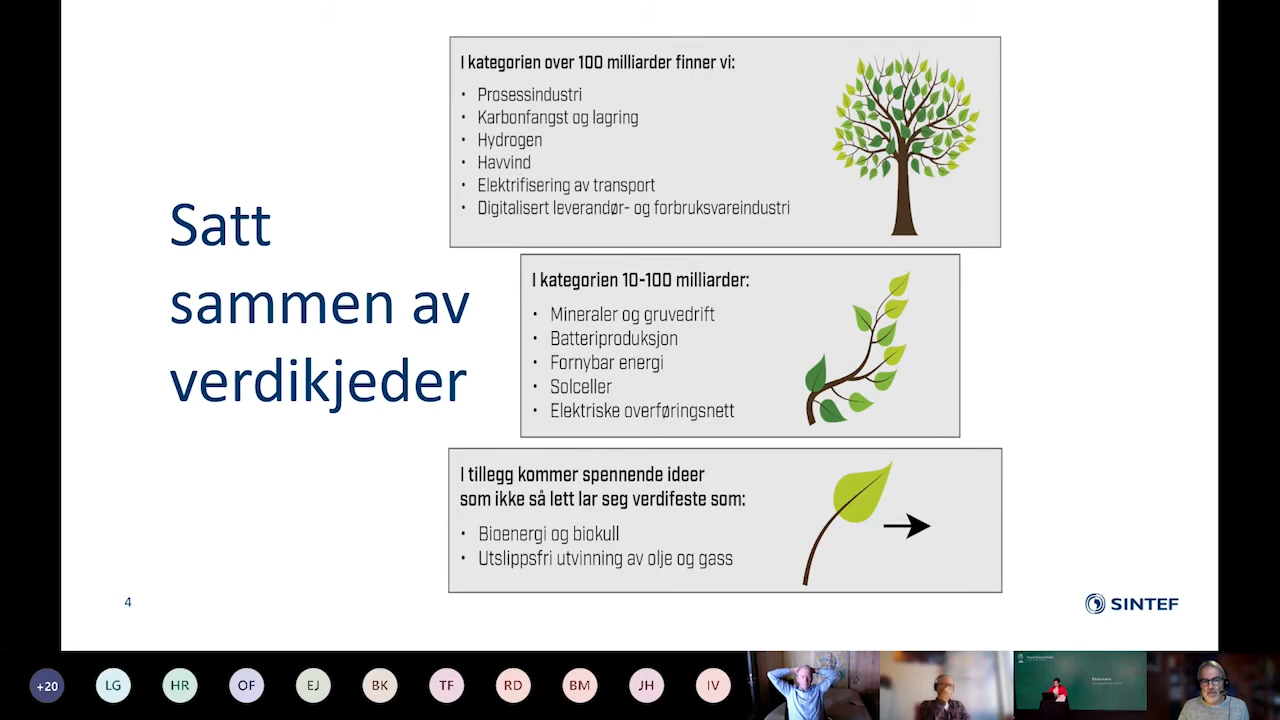 Satt
sammen av
verdikjeder
I kategorien over 100 milliarder finner vi:
• Prosessindustri
• Karbonfangst og lagring
• Hydrogen
• Havvind
• Elektrifisering av transport
• Digitalisert leverandør- og forbruksvareindustri
I kategorien 10-100 milliarder:
• Mineraler og gruvedrift
• Batteriproduksjon
• Fornybar energi
• Solceller
• Elektriske overføringsnett
I tillegg kommer spennende ideer
som ikke så lett lar seg verdifeste som:
• Bioenergi og biokull
• Utslippsfri utvinning av olje og gass
4
SINTEF
+20 LG HR OF EJ BK TF RD BM JH IV